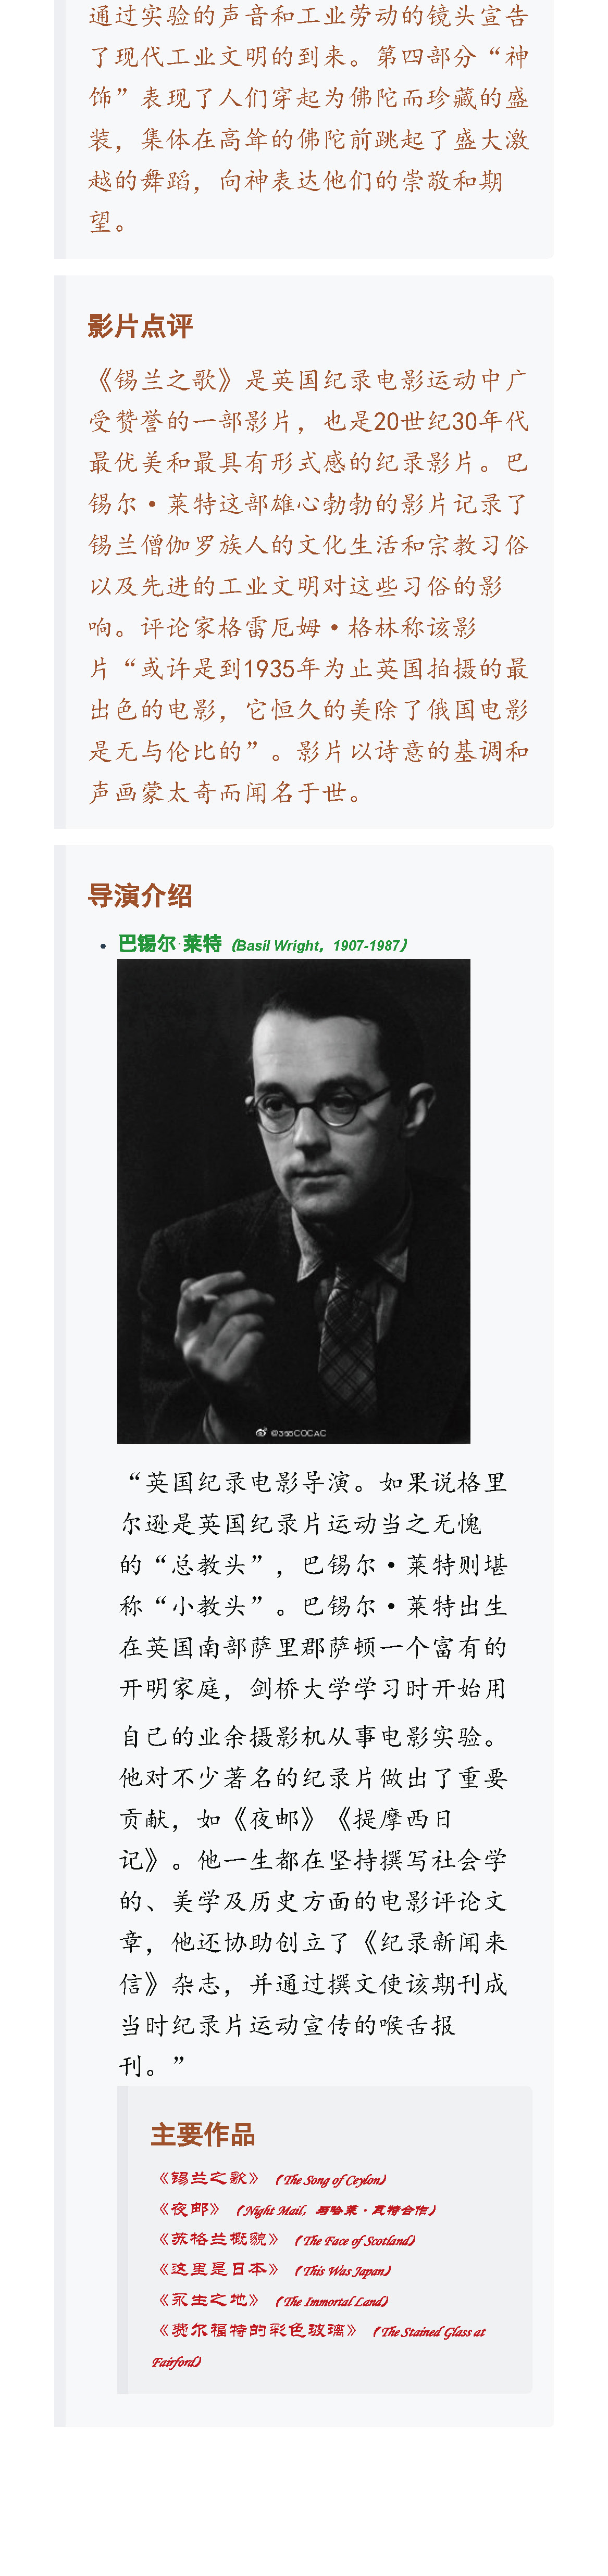 通过实验的声音和工业劳动的镜头宣告
了现代工业文明的到来。第四部分“神
饰”表现了人们穿起为佛陀而珍藏的盛
装，集体在高耸的佛陀前跳起了盛大激
越的舞蹈，向神表达他们的崇敬和期
望。
影片点评
《锡兰之歌》是英国纪录电影运动中广
受赞誉的一部影片，也是20世纪30年代
最优美和最具有形式感的纪录影片。巴
锡尔•莱特这部雄心勃勃的影片记录了
锡兰僧伽罗族人的文化生活和宗教习俗
以及先进的工业文明对这些习俗的影
响。评论家格雷厄姆•格林称该影
片“或许是到1935年为止英国拍摄的最
出色的电影，它恒久的美除了俄国电影
是无与伦比的”。影片以诗意的基调和
声画蒙太奇而闻名于世。
导演介绍
巴锡尔·莱特（Basil Wright，1907-1987）
@365COCAC
“英国纪录电影导演。如果说格里
尔逊是英国纪录片运动当之无愧
的“总教头”，巴锡尔•莱特则堪
称“小教头”。巴锡尔•莱特出生
在英国南部萨里郡萨顿一个富有的
开明家庭，剑桥大学学习时开始用
自己的业余摄影机从事电影实验。
他对不少著名的纪录片做出了重要
贡献，如《夜邮》《提摩西日
记》。他一生都在坚持撰写社会学
的、美学及历史方面的电影评论文
章，他还协助创立了《纪录新闻来
信》杂志，并通过撰文使该期刊成
当时纪录片运动宣传的喉舌报
刊。”
主要作品
《锡兰之歌》（The Song of Ceylon）
《夜邮》（Night Mail，与哈莱·瓦特合作）
《苏格兰概貌》（The Face of Scotland）
《这里是日本》（This Was Japan）
《永生之地》（The Immortal Land）
《费尔福特的彩色玻璃》（The Stained Glass at
Fairford）